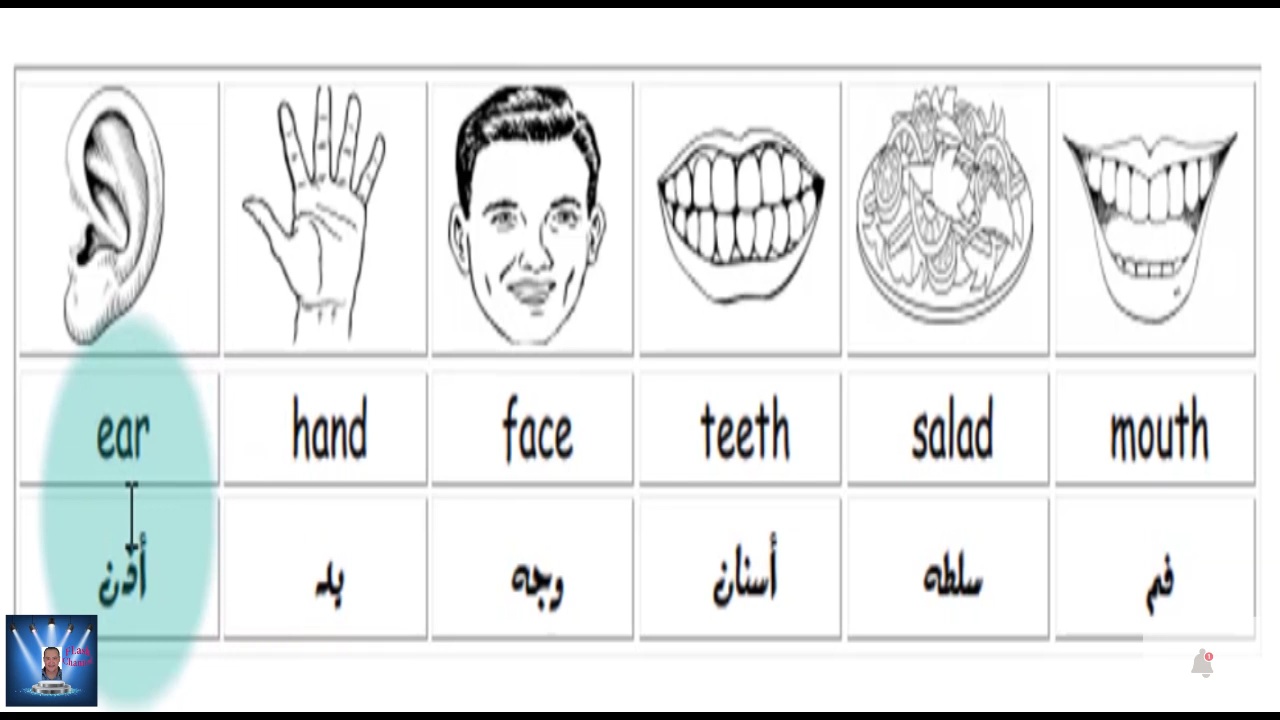 ear hand face teeth salad mouth
أذن يد وجه أسنان سلطه فم